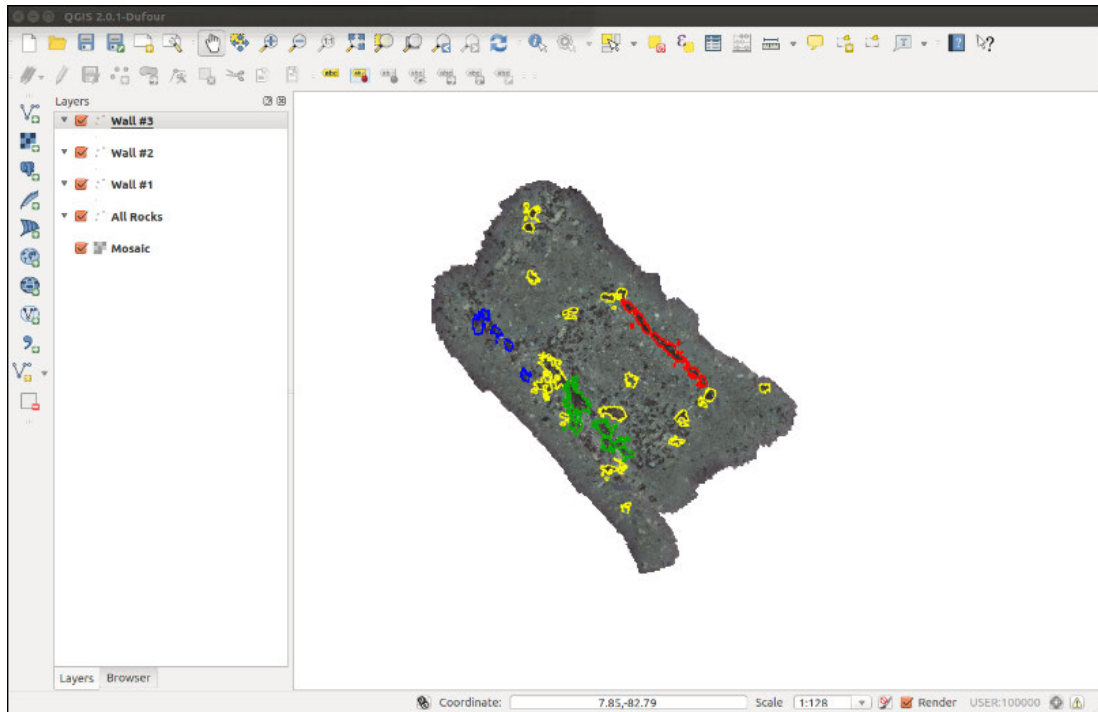 QGIS 2.0.1-Dufour
Layers
Wall #3
Wall #2
Wall #1
All Rocks
Mosaic
Layers Browser
Coordinate: 7.85,-82.79 Scale 1:128 Render USER:100000